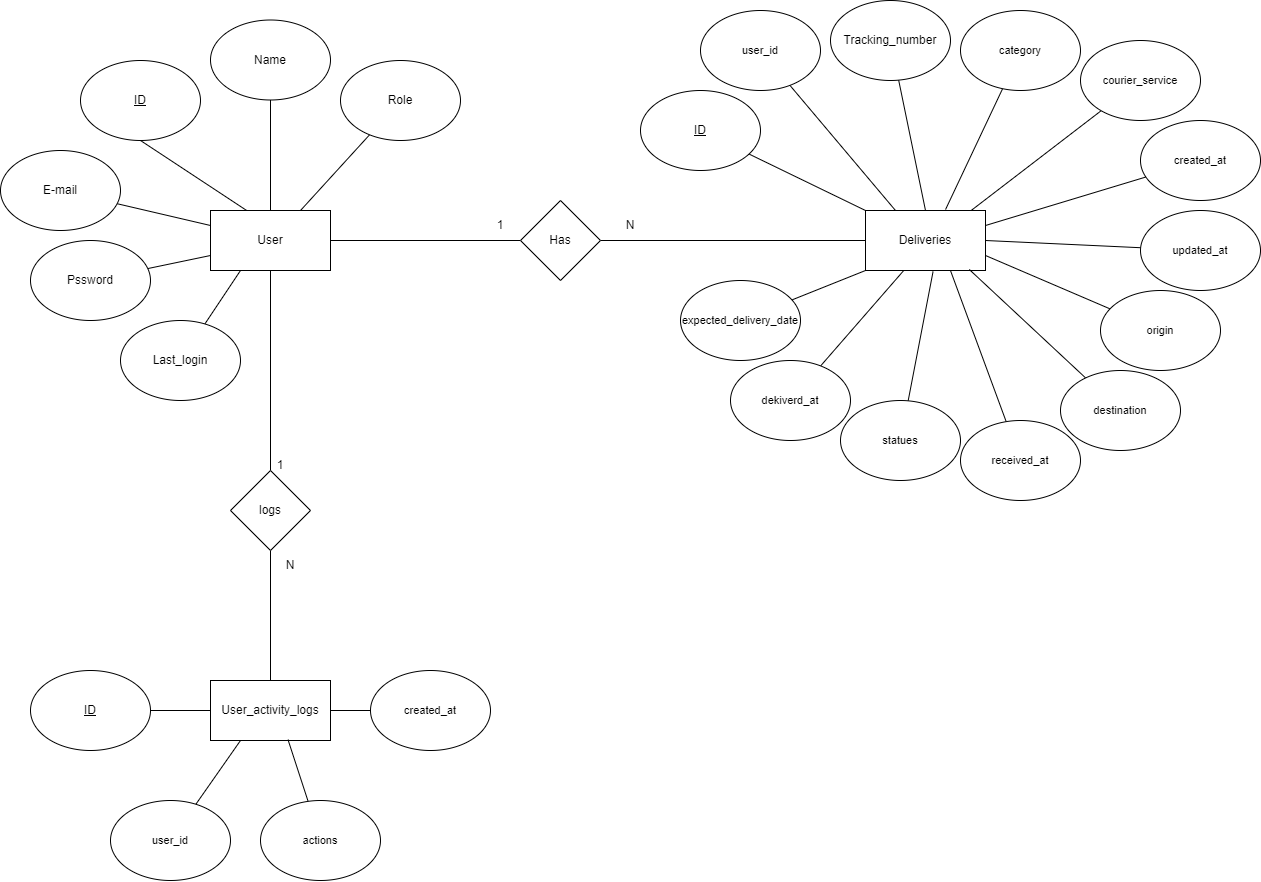 Name
ID
Role
E-mail
User
Pssword
Last_login
1
Has
N
user_id
Tracking_number
category
courier_service
ID
created_at
Deliveries
updated_at
expected_delivery_date
origin
dekiverd_at
destination
statues
received_at
1
logs
N
ID
User_activity_logs
created_at
user_id
actions